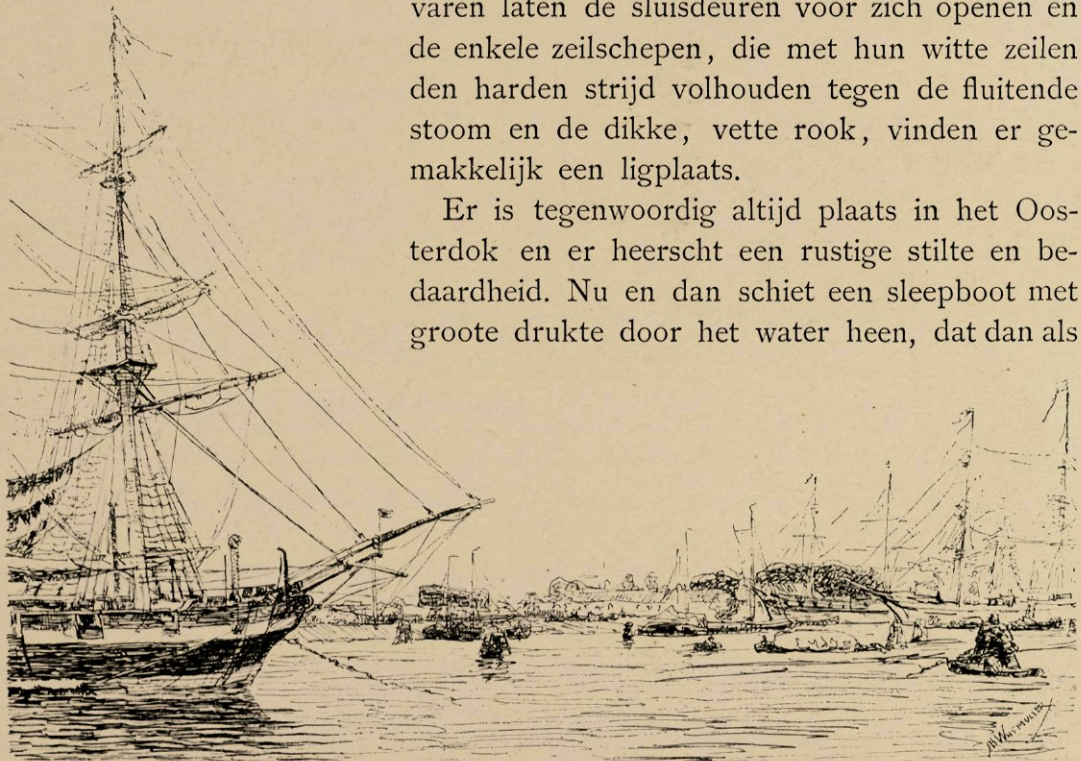 varen laten de sluisdeuren voor zich openen en
de enkele zeilschepen, die met hun witte zeilen
den harden strijd volhouden tegen de fluitende
stoom en de dikke, vette rook, vinden er ge-
makkelijk een ligplaats.
Er is tegenwoordig altijd plaats in het Oos-
terdok en er heerscht een rustige stilte en be-
daardheid. Nu en dan schiet een sleepboot met
groote drukte door het water heen, dat dan als